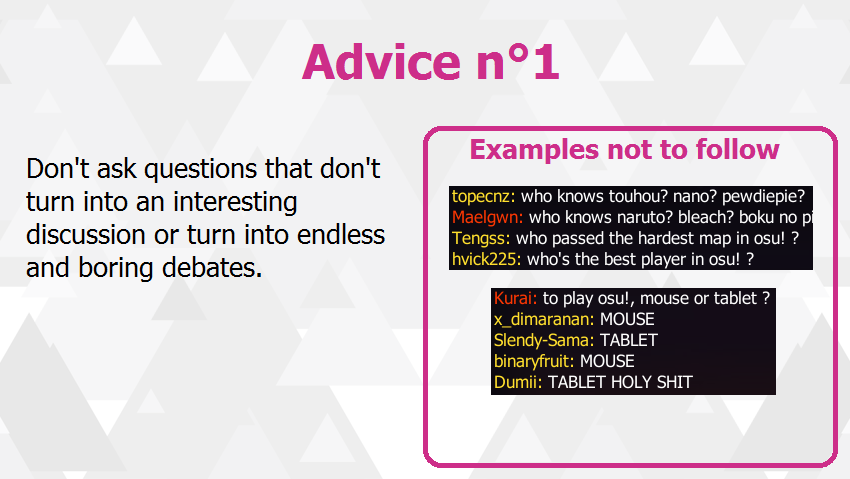 Advice n°1
Don't ask questions that don't
turn into an interesting
discussion or turn into endless
and boring debates.
Examples not to follow
topecnz: who knows touhou? nano? pewdiepie?
Maelgwn: who knows naruto? bleach? boku no pi
Tengss: who passed the hardest map in osu! ?
hvick225: who's the best player in osu! ?
Kurai: to play osu!, mouse or tablet ?
x_dimaranan: MOUSE
Slendy-Sama: TABLET
binaryfruit: MOUSE
Dumii: TABLET HOLY SHIT